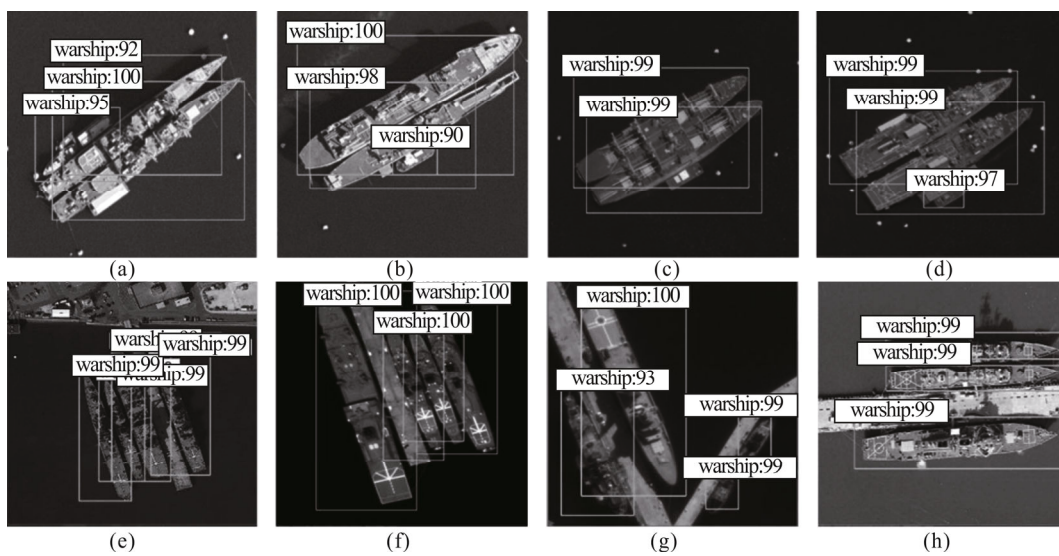 warship:92
warship:100
warship:95
warship:100
warship:98
warship:90
warship:99
warship:99
warship:99
warship:99
warship:97
(a)
(b)
(c)
(d)
warship:99
warship:99
warship:99
warship:100
warship:100
warship:100
warship:100
warship:93
warship:99
warship:99
warship:99
warship:99
warship:99
(e)
(f)
(g)
(h)